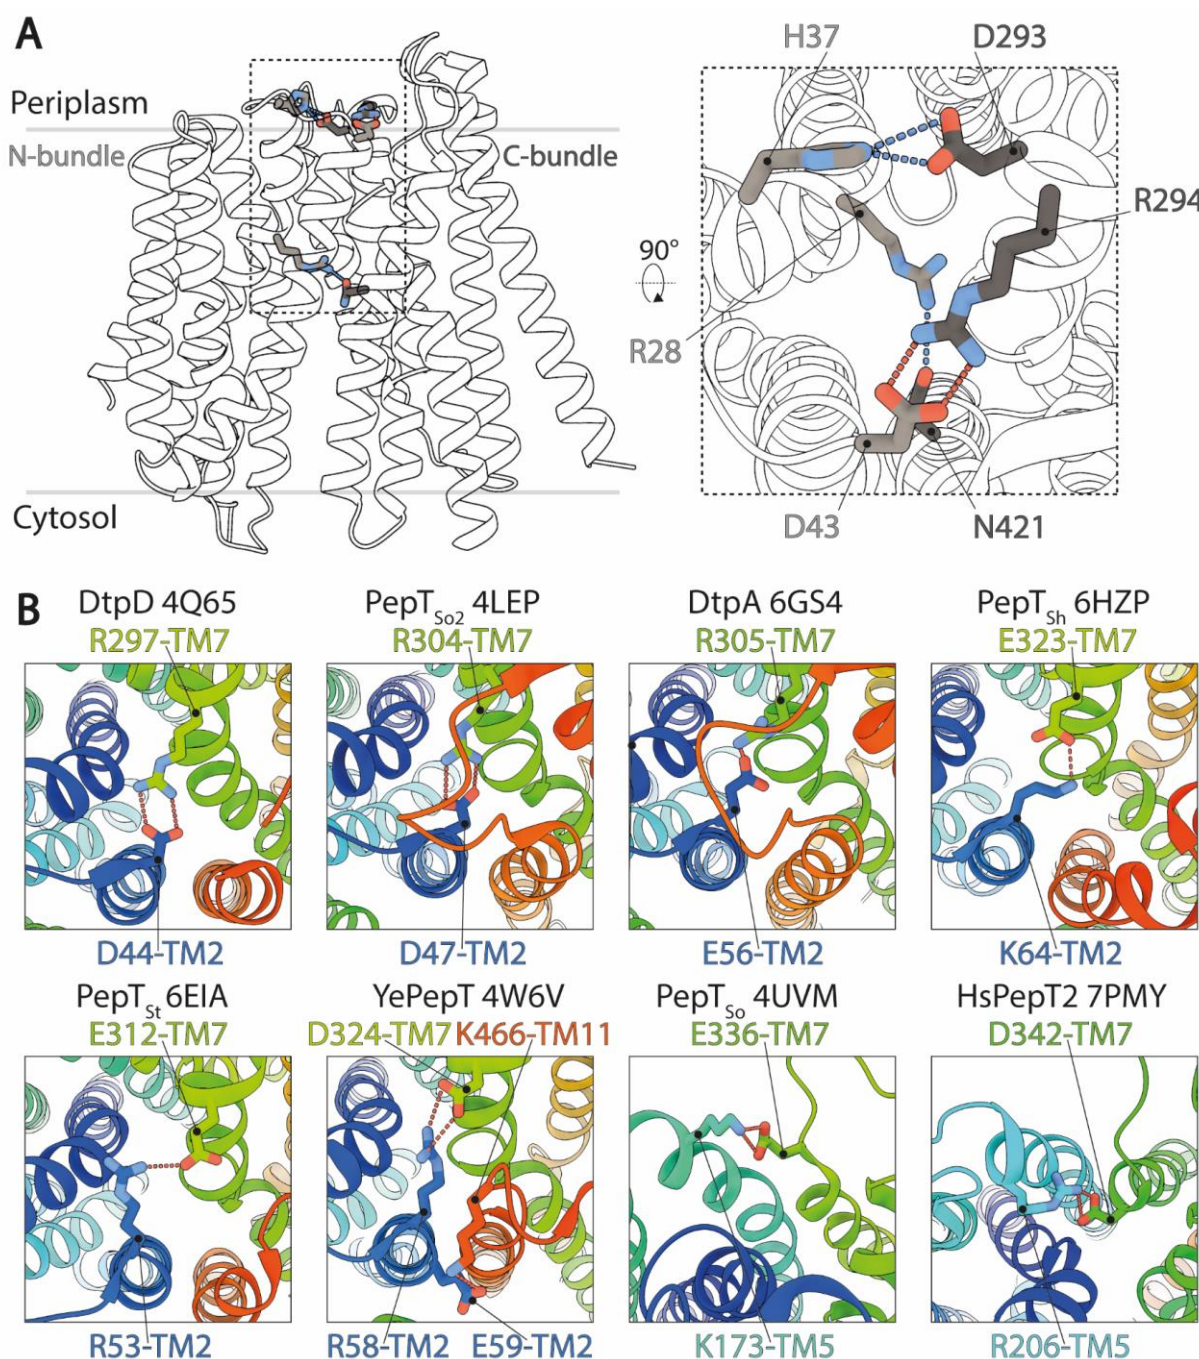 A
Periplasm
N-bundle
C-bundle
Cytosol
90°
H37
D293
R294
R28
D43
N421
B
DtpD 4Q65
R297-TM7
D44-TM2
PepTSo2 4LEP
R304-TM7
D47-TM2
DtpA 6GS4
R305-TM7
E56-TM2
PepTSh 6HZP
E323-TM7
K64-TM2
PepTSt 6EIA
E312-TM7
R53-TM2
YePepT 4W6V
D324-TM7 K466-TM11
R58-TM2 E59-TM2
PepTSo 4UVM
E336-TM7
K173-TM5
HsPepT2 7PMY
D342-TM7
R206-TM5